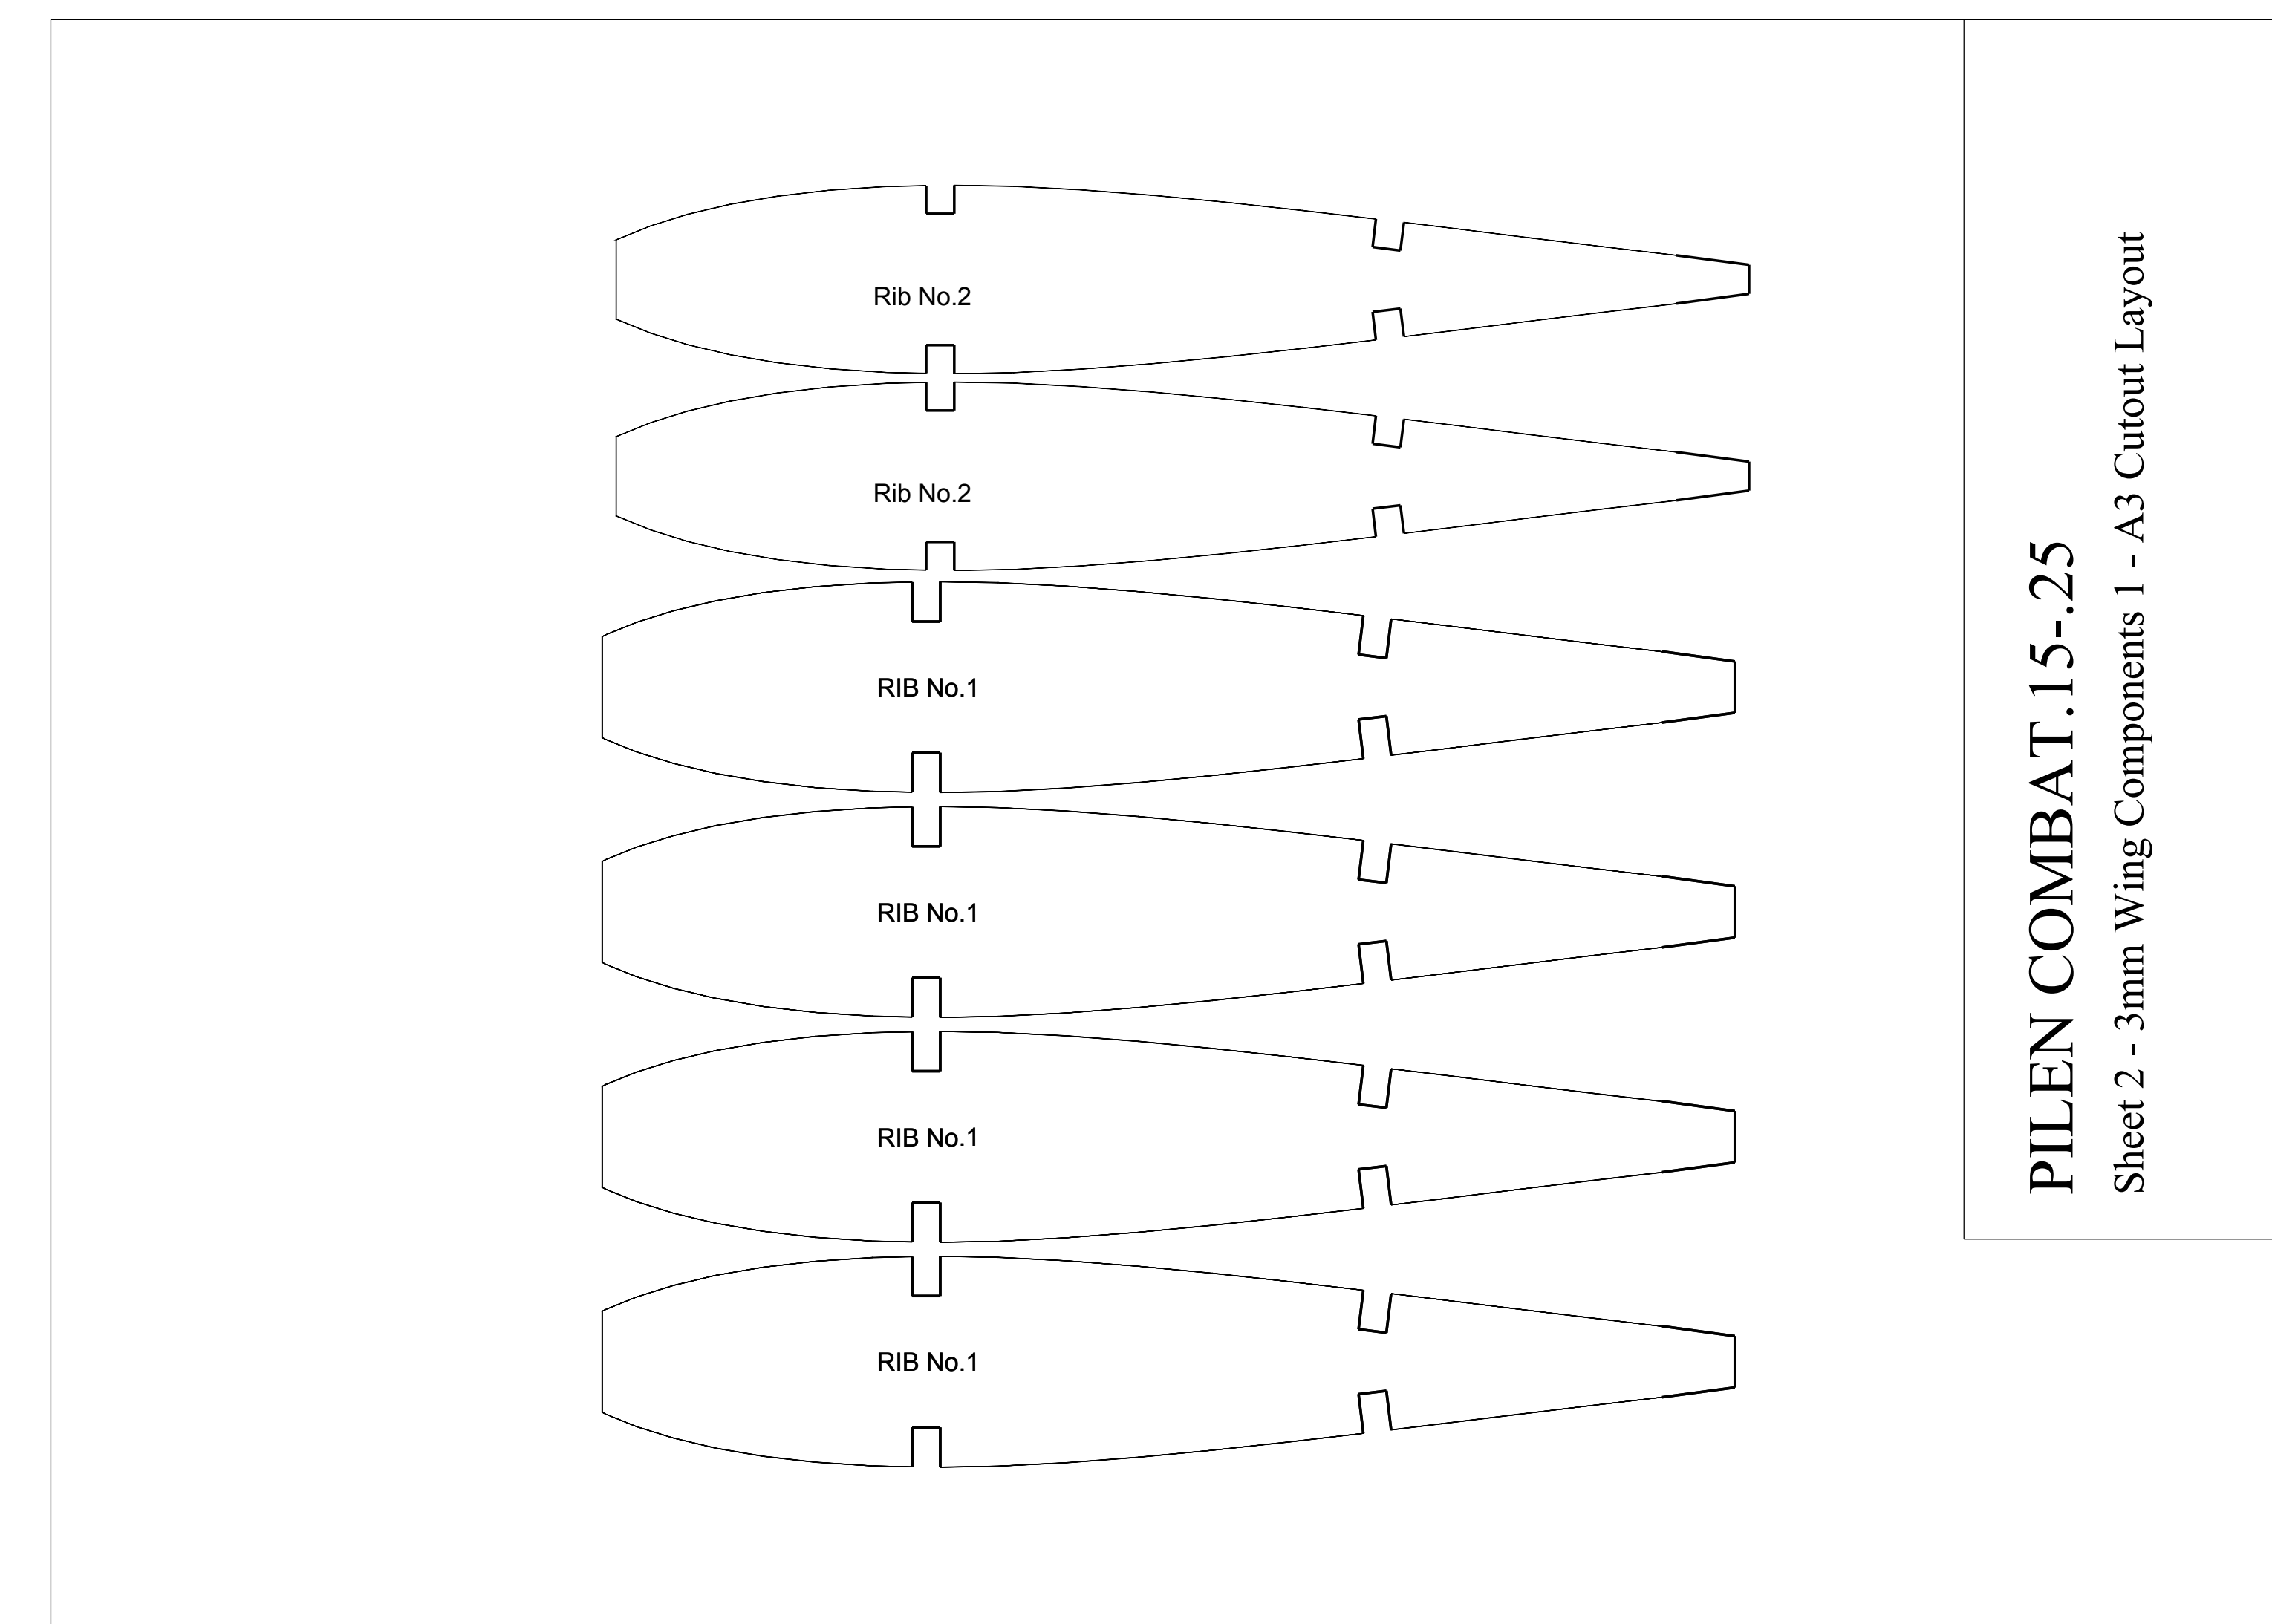 Rib No.2
Rib No.2
RIB No.1
RIB No.1
RIB No.1
RIB No.1
PILEN COMBAT.15-.25
Sheet 2 - 3mm Wing Components 1 - A3 Cutout Layout